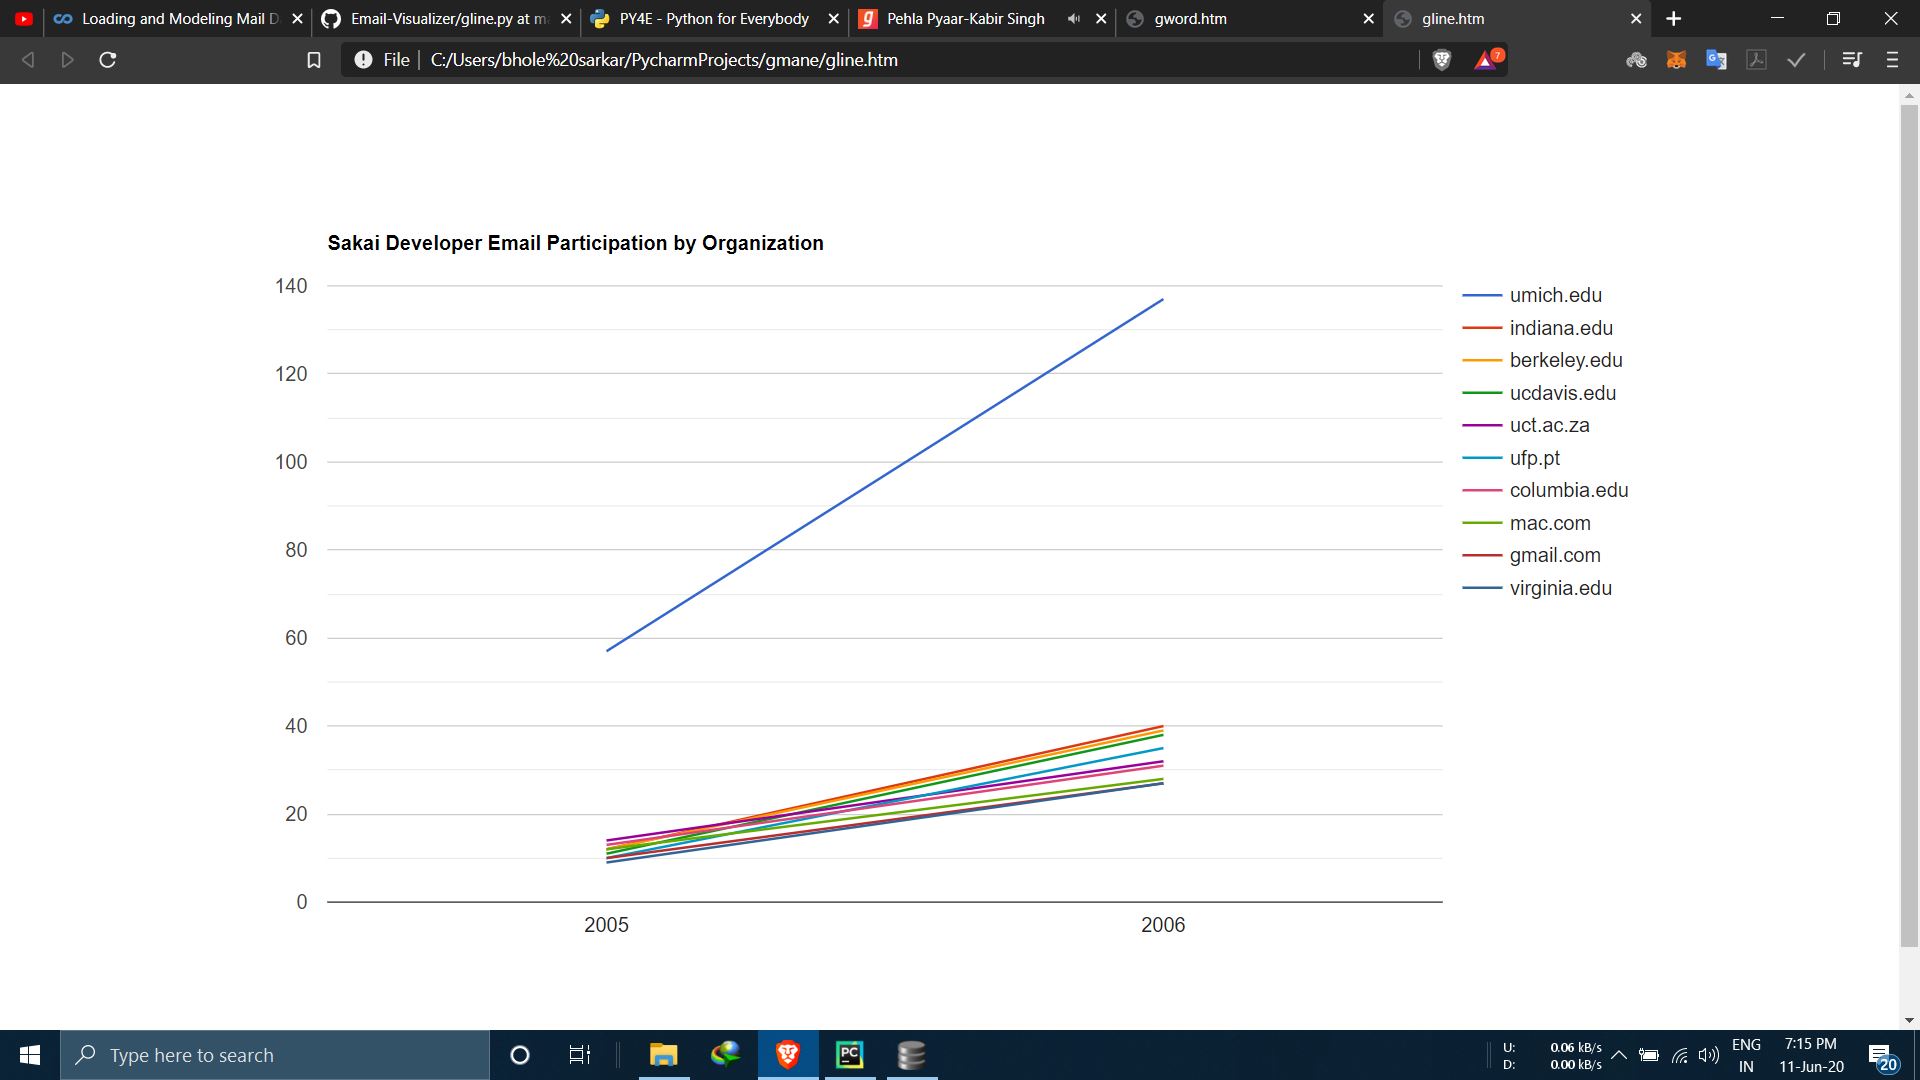 Loading and Modeling Mail D
Email-Visualizer/gline.py at m
PY4E - Python for Everybody
Pehla Pyaar-Kabir Singh
gword.htm
gline.htm
File
C:/Users/bhole%20sarkar/PycharmProjects/gmane/gline.htm
7
Sakai Developer Email Participation by Organization
140
120
100
80
60
40
20
0
2005
2006
umich.edu
indiana.edu
berkeley.edu
ucdavis.edu
uct.ac.za
ufp.pt
columbia.edu
mac.com
gmail.com
virginia.edu
Type here to search
PC
U: 0.06 kB/s
D: 0.00 kB/s
ENG
IN
7:15 PM
11-Jun-20
20